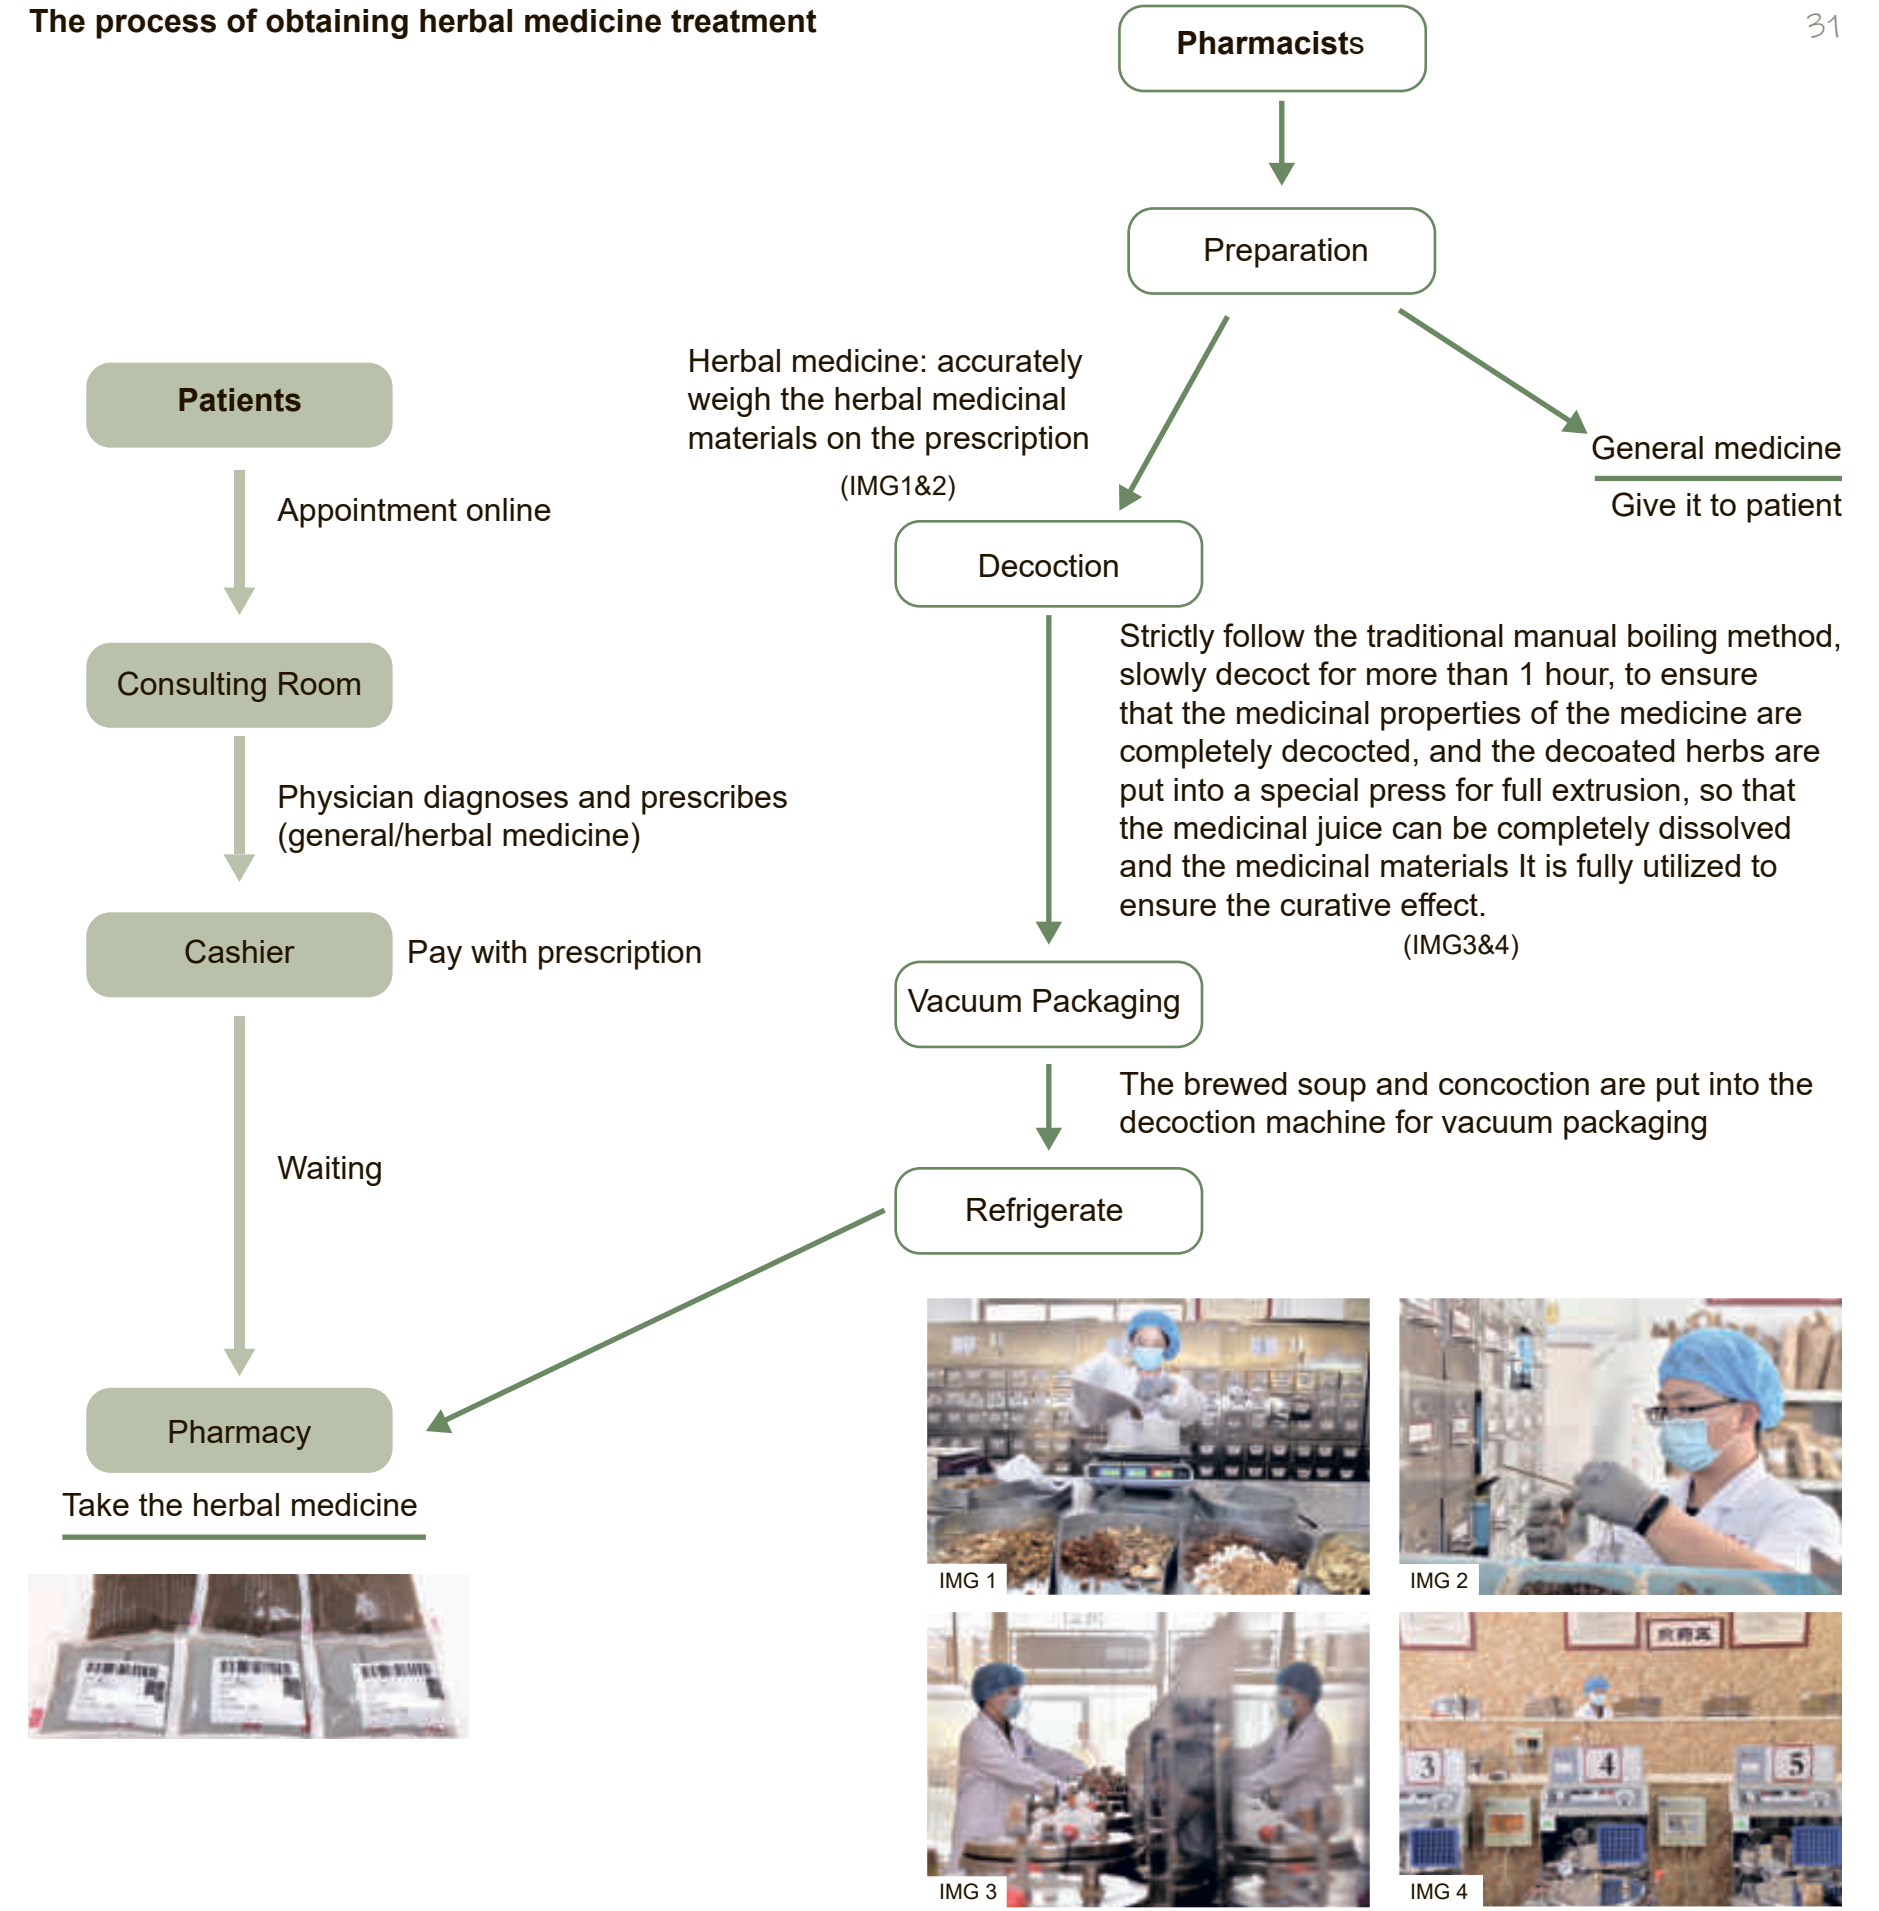 The process of obtaining herbal medicine treatment
31
Pharmacists
Preparation
Herbal medicine: accurately
weigh the herbal medicinal
materials on the prescription
(IMG1&2)
General medicine
Give it to patient
Patients
Appointment online
Consulting Room
Physician diagnoses and prescribes
(general/herbal medicine)
Cashier
Pay with prescription
Waiting
Pharmacy
Take the herbal medicine
Decoction
Strictly follow the traditional manual boiling method,
slowly decoct for more than 1 hour, to ensure
that the medicinal properties of the medicine are
completely decocted, and the decoated herbs are
put into a special press for full extrusion, so that
the medicinal juice can be completely dissolved
and the medicinal materials It is fully utilized to
ensure the curative effect.
(IMG3&4)
Vacuum Packaging
The brewed soup and concoction are put into the
decoction machine for vacuum packaging
Refrigerate
IMG 1
IMG 2
IMG 3
3
4
5
IMG 4